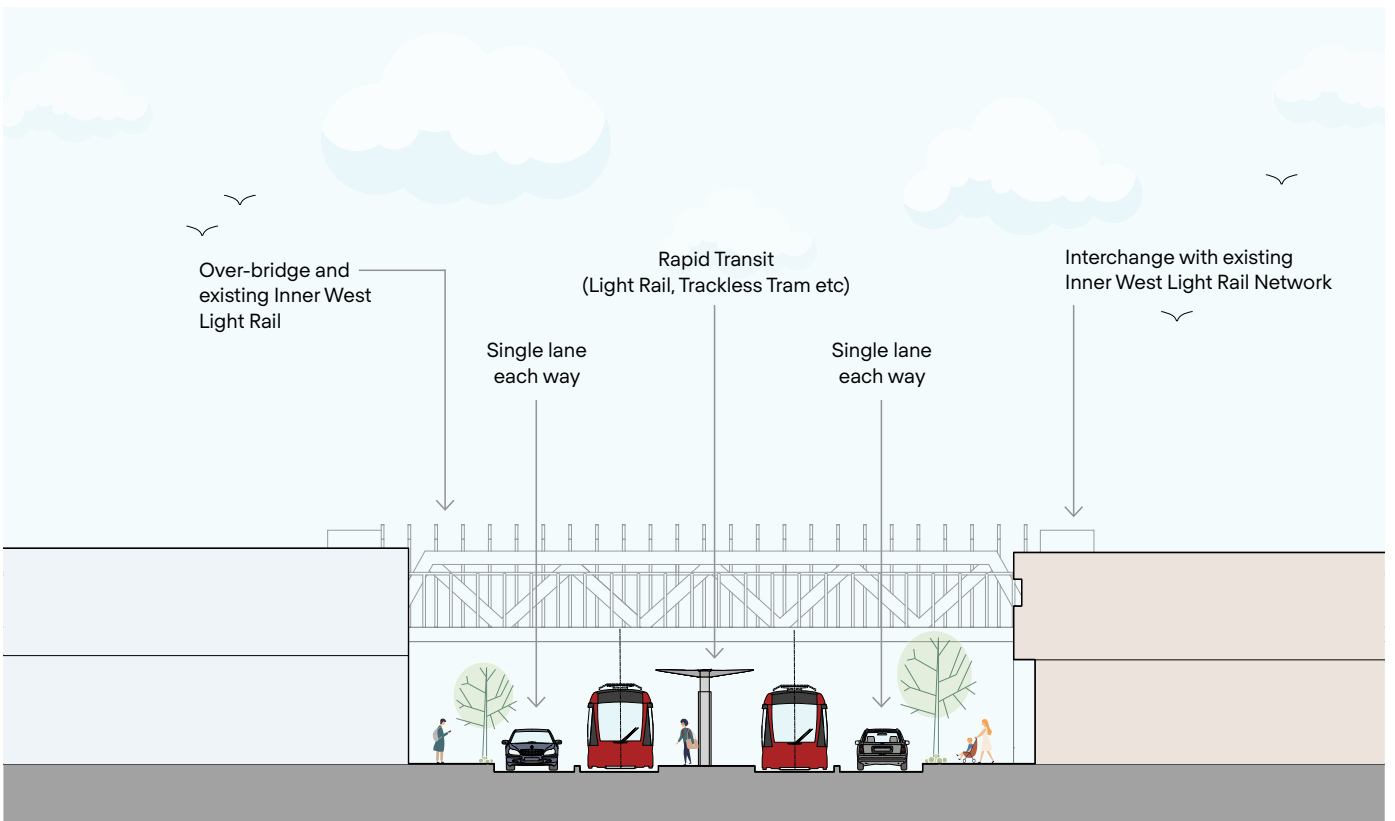 Over-bridge and
existing Inner West
Light Rail
Single lane
each way
Rapid Transit
(Light Rail, Trackless Tram etc)
Single lane
each way
Interchange with existing
Inner West Light Rail Network